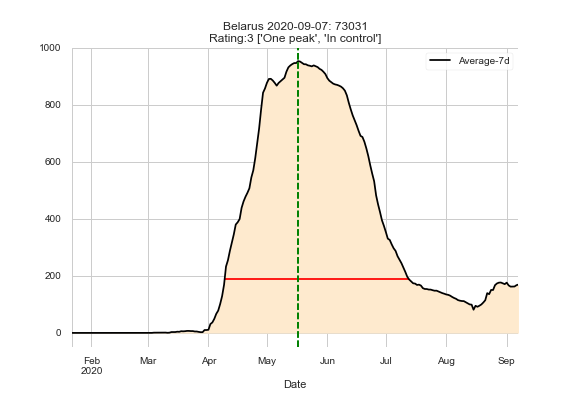 Belarus 2020-09-07: 73031
Rating:3 ['One peak', 'In control']
Average-7d
1000
800
600
400
200
0
Feb Mar Apr May Jun Jul Aug Sep
2020
Date